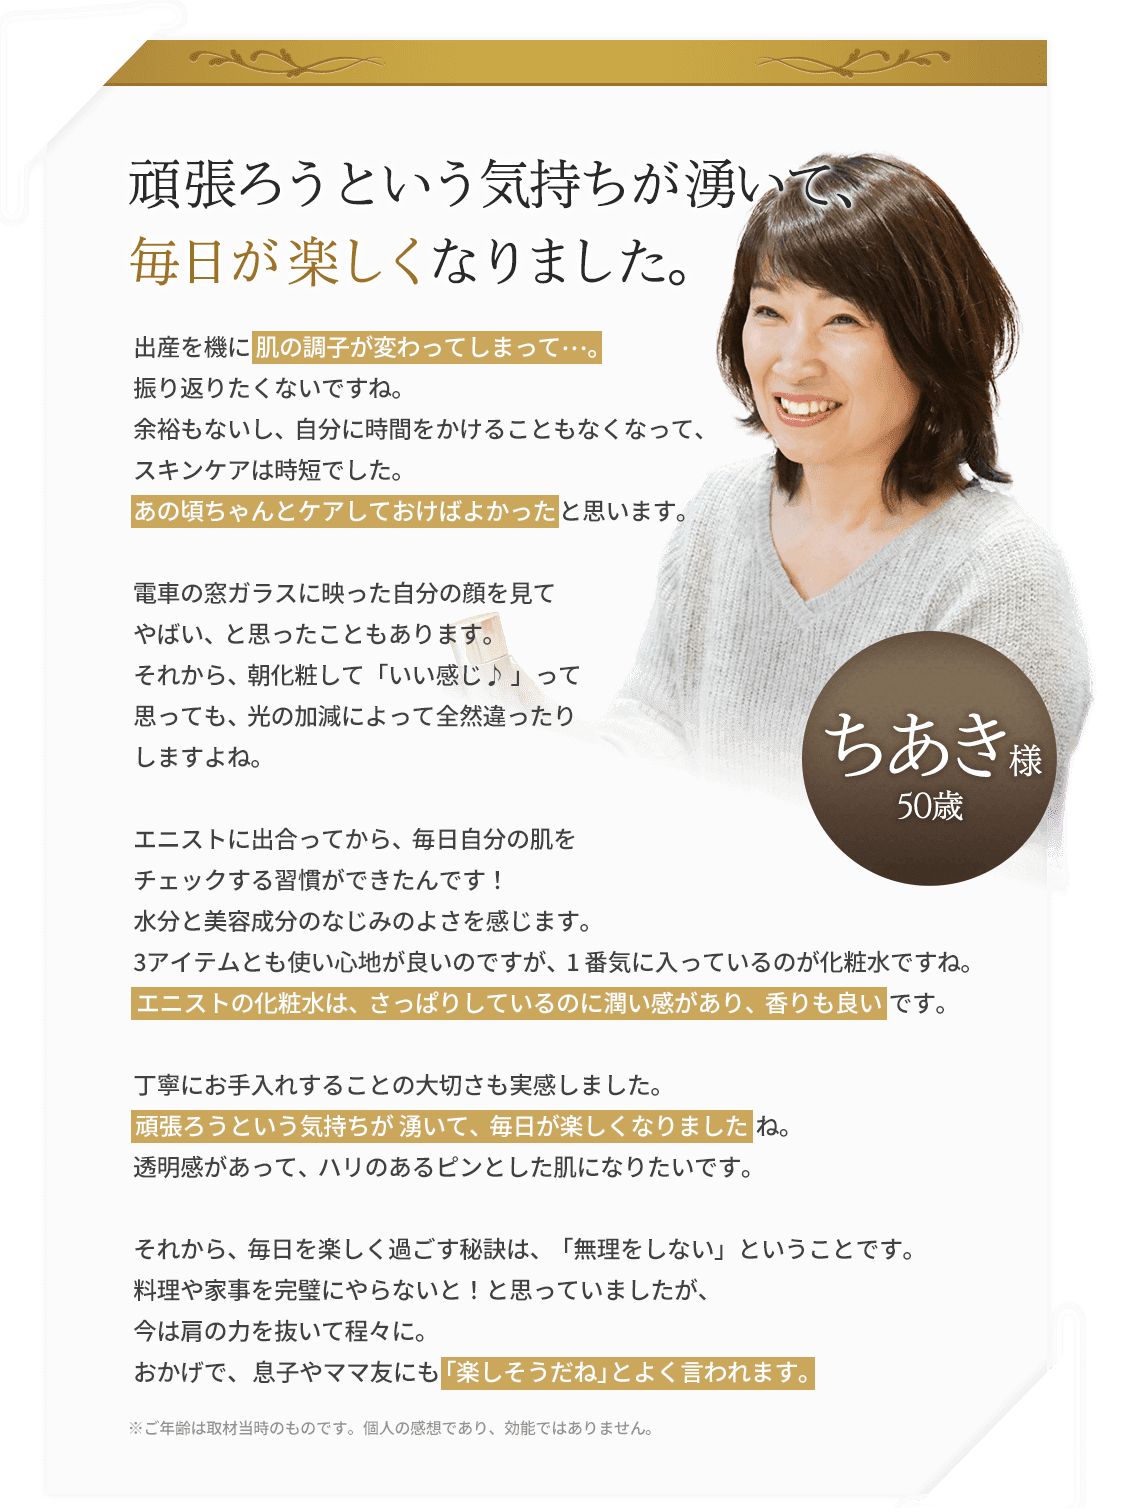 頑張ろうという気持ちが湧いて、
毎日が楽しくなりました。
出産を機に肌の調子が変わってしまって…。
振り返りたくないですね。
余裕もないし、自分に時間をかけることもなくなって、
スキンケアは時短でした。
あの頃ちゃんとケアしておけばよかったと思います。
電車の窓ガラスに映った自分の顔を見て
やばい、と思ったこともあります。
それから、朝化粧して「いい感じ♪」って
思っても、光の加減によって全然違ったり
しますよね。
ちあき様
50歳
エニストに出合ってから、毎日自分の肌を
チェックする習慣ができたんです！
水分と美容成分のなじみのよさを感じます。
3アイテムとも使い心地が良いのですが、1番気に入っているのが化粧水ですね。
エニストの化粧水は、さっぱりしているのに潤い感があり、香りも良いです。
丁寧にお手入れすることの大切さも実感しました。
頑張ろうという気持ちが湧いて、毎日が楽しくなりましたね。
透明感があって、ハリのあるピンとした肌になりたいです。
それから、毎日を楽しく過ごす秘訣は、「無理をしない」ということです。
料理や家事を完璧にやらないと！と思っていましたが、
今は肩の力を抜いて程々に。
おかげで、息子やママ友にも「楽しそうだね」とよく言われます。
※ご年齢は取材当時のものです。個人の感想であり、効能ではありません。